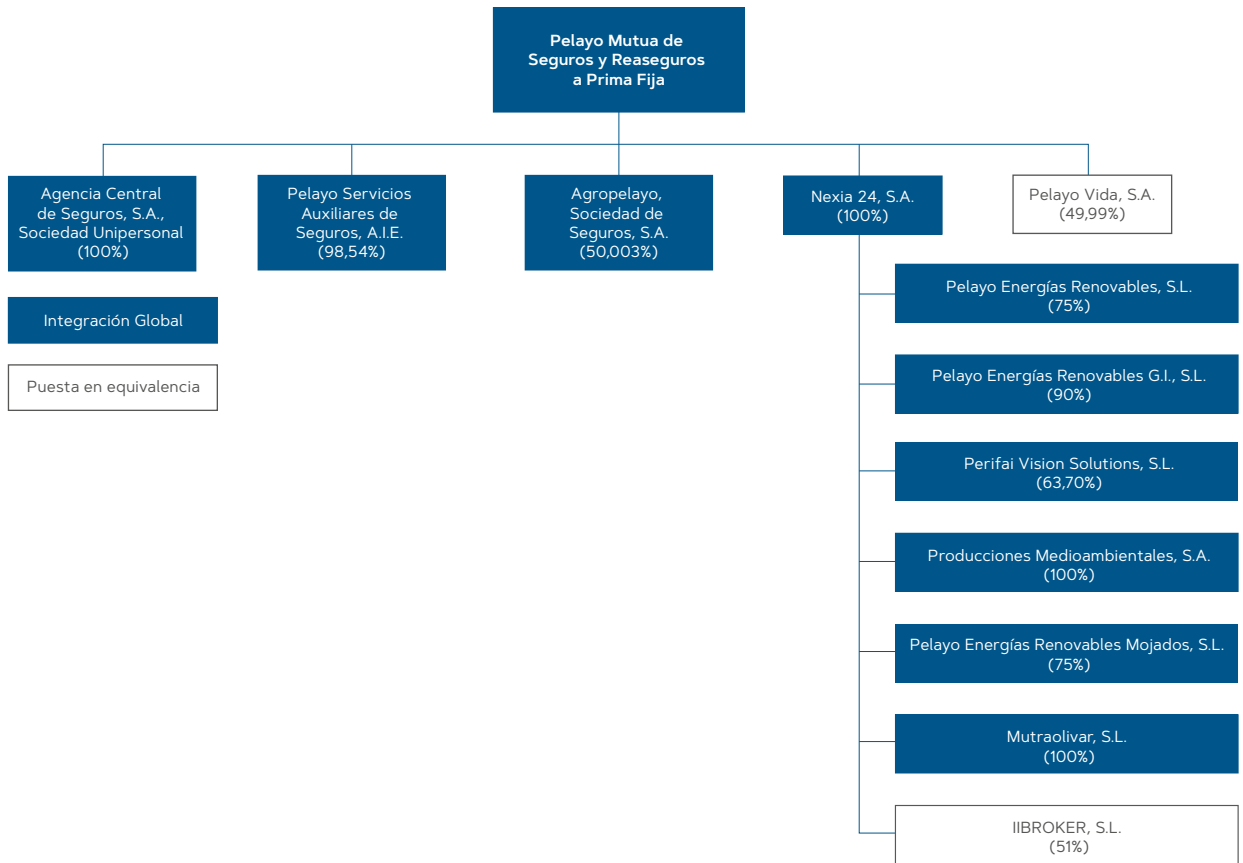 Pelayo Mutua de
Seguros y Reaseguros
a Prima Fija
Agencia Central
de Seguros, S.A.,
Sociedad Unipersonal
(100%)
Pelayo Servicios
Auxiliares de
Seguros, A.I.E.
(98,54%)
Agropelayo,
Sociedad de
Seguros, S.A.
(50,003%)
Nexia 24, S.A.
(100%)
Pelayo Vida, S.A.
(49,99%)
Integración Global
Puesta en equivalencia
Pelayo Energías Renovables, S.L.
(75%)
Pelayo Energías Renovables G.I., S.L.
(90%)
Perifai Vision Solutions, S.L.
(63,70%)
Producciones Medioambientales, S.A.
(100%)
Pelayo Energías Renovables Mojados, S.L.
(75%)
Mutraolivar, S.L.
(100%)
IIBROKER, S.L.
(51%)